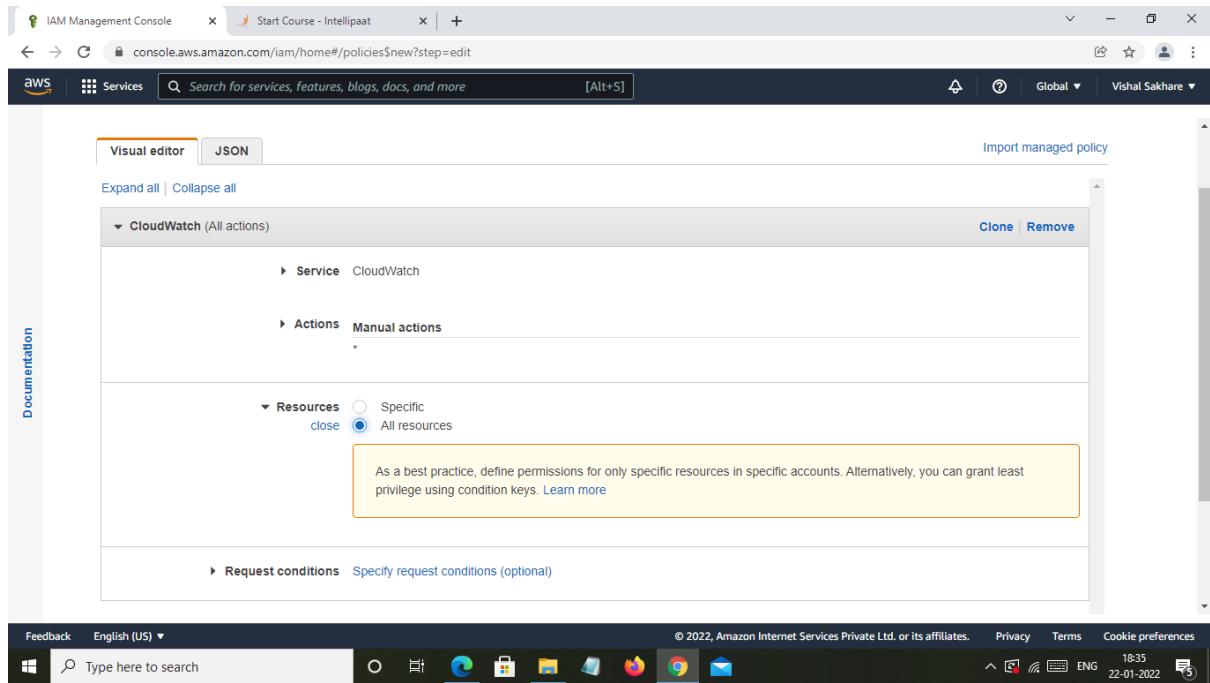 IAM Management Console
Start Course - Intellipaat
console.aws.amazon.com/iam/home#/policies$new?step=edit
aws Services Search for services, features, blogs, docs, and more [Alt+S] Global Vishal Sakhare
Visual editor JSON Import managed policy
Expand all Collapse all
CloudWatch (All actions) Clone Remove
Service CloudWatch
Actions Manual actions
*
Resources Specific
close All resources
As a best practice, define permissions for only specific resources in specific accounts. Alternatively, you can grant least
privilege using condition keys. Learn more
Request conditions Specify request conditions (optional)
Documentation
Feedback English (US) © 2022, Amazon Internet Services Private Ltd. or its affiliates. Privacy Terms Cookie preferences
Type here to search ENG 18:35
22-01-2022 5